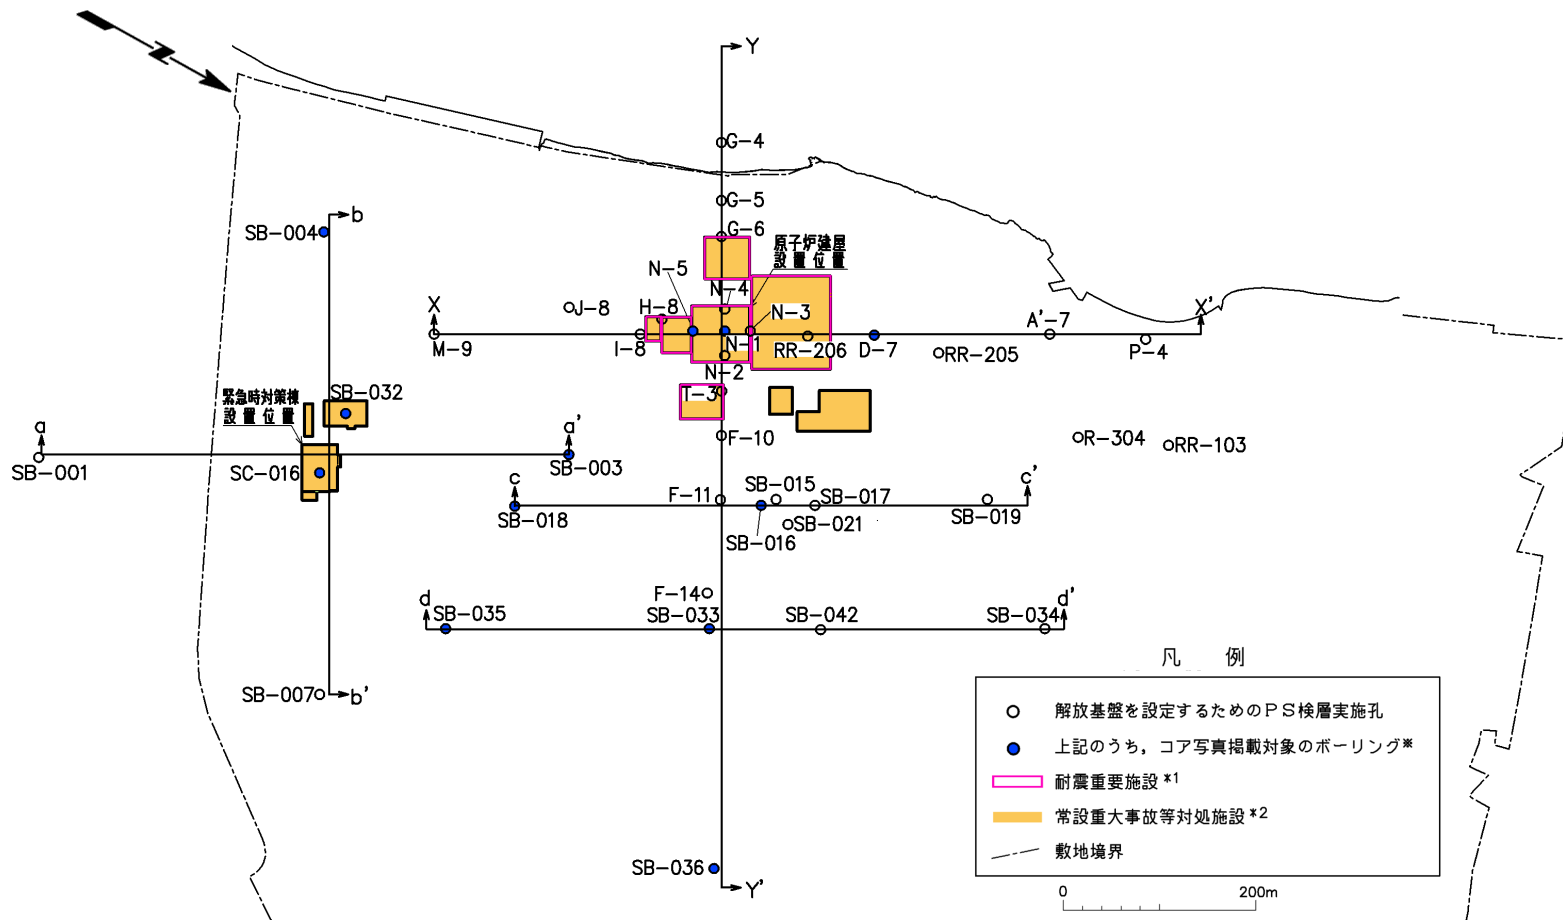 Y
G-4
G-5
b
SB-004
G-6
原子炉建屋
設置位置
N-5
N-4
X
J-8
H-8
N-3
A'-7
X'
M-9
I-8
N-1
RR-206
D-7
RR-205
P-4
N-2
緊急時対策棟
設置位置
SB-032
T-3
a
a'
F-10
R-304
RR-103
SB-001
SC-016
SB-003
c
F-11
SB-015
SB-017
c'
SB-018
SB-021
SB-019
SB-016
d
F-14
d'
SB-035
SB-033
SB-042
SB-034
SB-007
b'
SB-036
Y'
凡 例
解放基盤を設定するためのPS検層実施孔
上記のうち，コア写真掲載対象のボーリング※
耐震重要施設*1
常設重大事故等対処施設*2
敷地境界
0 200m